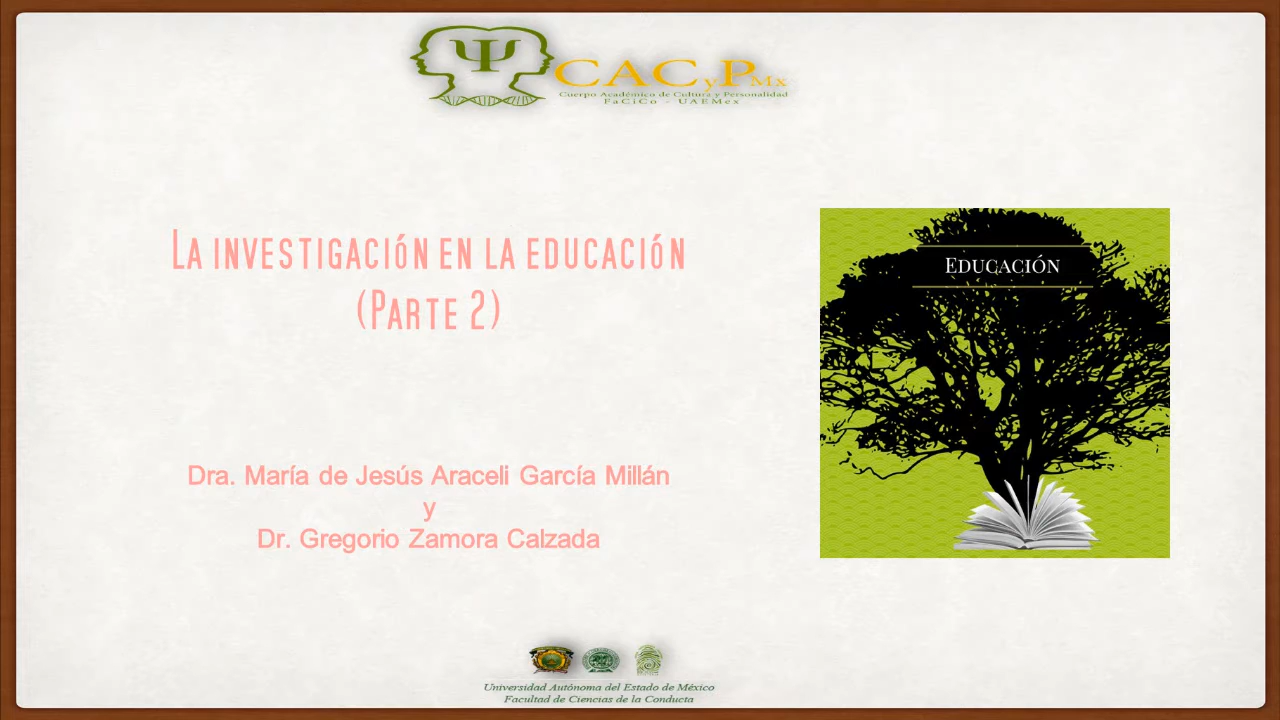 Ψ
CACyP Mx
Cuerpo Académico de Cultura y Personalidad
FaCiCo - UAEMex
La investigación en la educación
(Parte 2)
Educación
Dra. María de Jesús Araceli García Millán
y
Dr. Gregorio Zamora Calzada
Universidad Autónoma del Estado de México
Facultad de Ciencias de la Conducta